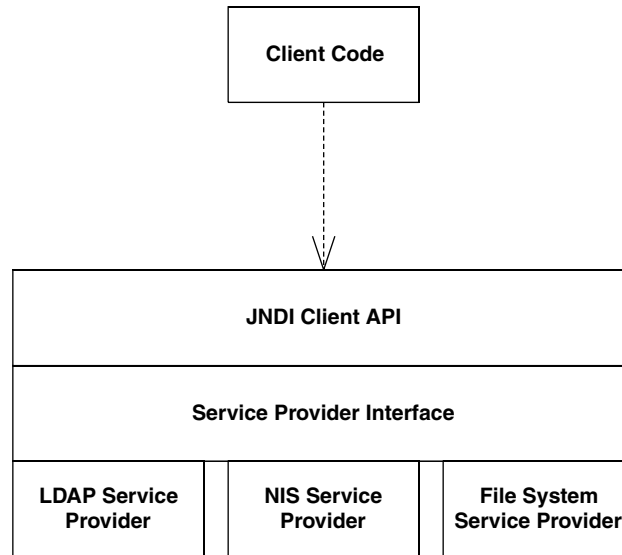 Client Code
JNDI Client API
Service Provider Interface
LDAP Service
Provider
NIS Service
Provider
File System
Service Provider